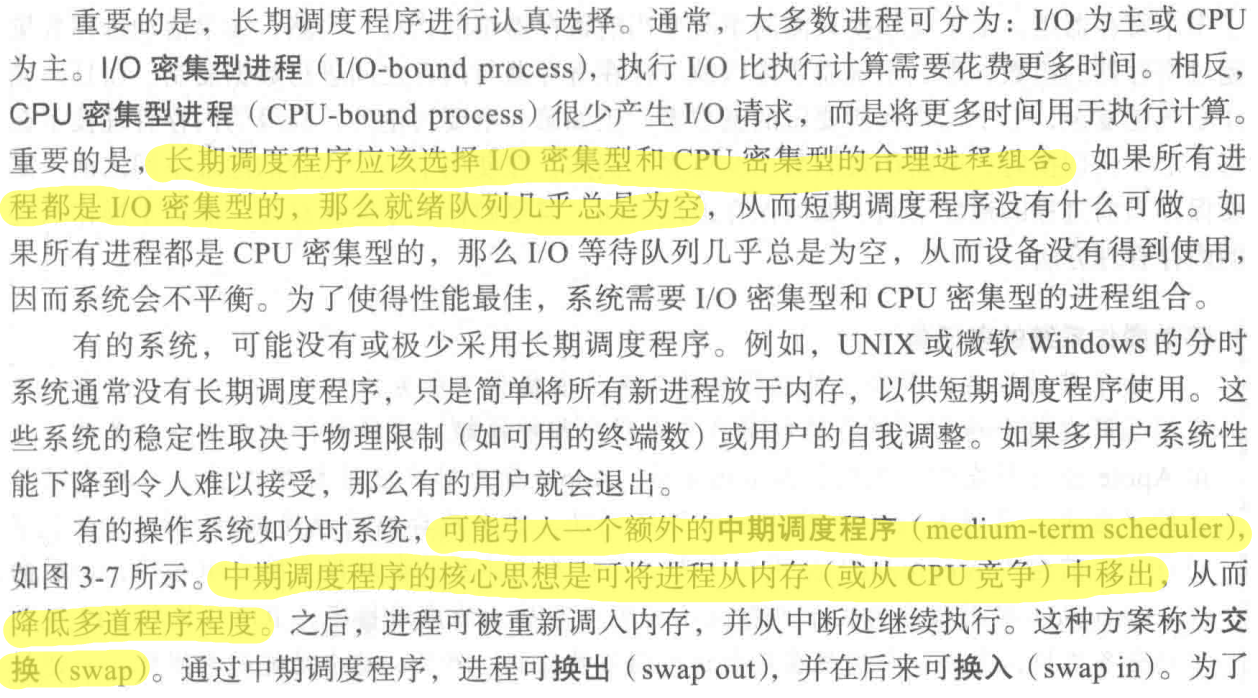 重要的是，长期调度程序进行认真选择。通常，大多数进程可分为：I/O 为主或 CPU
为主。I/O 密集型进程（I/O-bound process），执行 I/O 比执行计算需要花费更多时间。相反，
CPU 密集型进程（CPU-bound process）很少产生 I/O 请求，而是将更多时间用于执行计算。
重要的是，长期调度程序应该选择 I/O 密集型和 CPU 密集型的合理进程组合。如果所有进
程都是 I/O 密集型的，那么就绪队列几乎总是为空，从而短期调度程序没有什么可做。如
果所有进程都是 CPU 密集型的，那么 I/O 等待队列几乎总是为空，从而设备没有得到使用，
因而系统会不平衡。为了使得性能最佳，系统需要 I/O 密集型和 CPU 密集型的进程组合。
有的系统，可能没有或极少采用长期调度程序。例如，UNIX 或微软 Windows 的分时
系统通常没有长期调度程序，只是简单将所有新进程放于内存，以供短期调度程序使用。这
些系统的稳定性取决于物理限制（如可用的终端数）或用户的自我调整。如果多用户系统性
能下降到令人难以接受，那么有的用户就会退出。
有的操作系统如分时系统，可能引入一个额外的中期调度程序（medium-term scheduler），
如图 3-7 所示。中期调度程序的核心思想是可将进程从内存（或从 CPU 竞争）中移出，从而
降低多道程序程度。之后，进程可被重新调入内存，并从中断处继续执行。这种方案称为交
换（swap）。通过中期调度程序，进程可换出（swap out），并在后来可换入（swap in）。为了